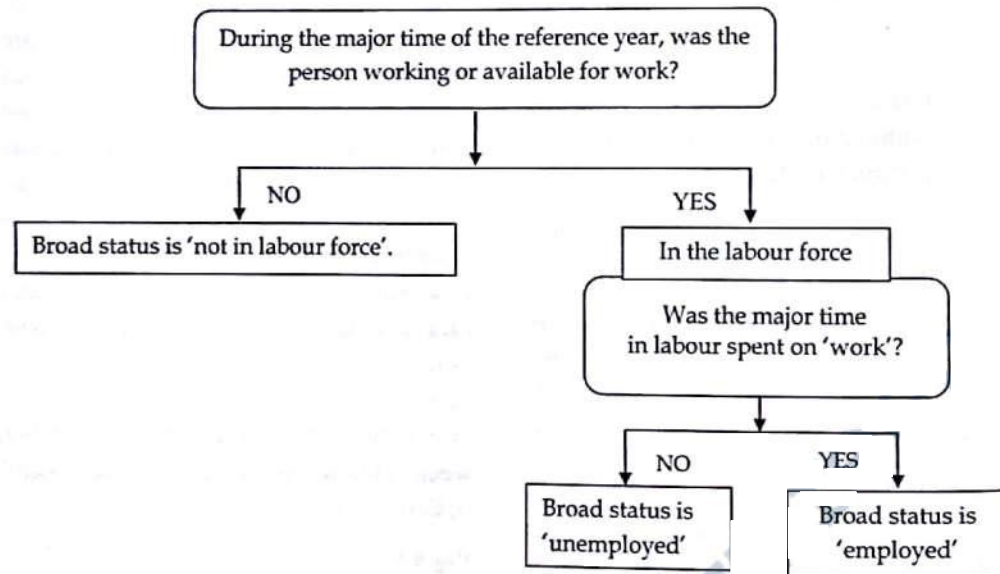 During the major time of the reference year, was the
person working or available for work?
NO
YES
Broad status is 'not in labour force'.
In the labour force
Was the major time
in labour spent on 'work'?
NO
YES
Broad status is
'unemployed'
Broad status is
'employed'